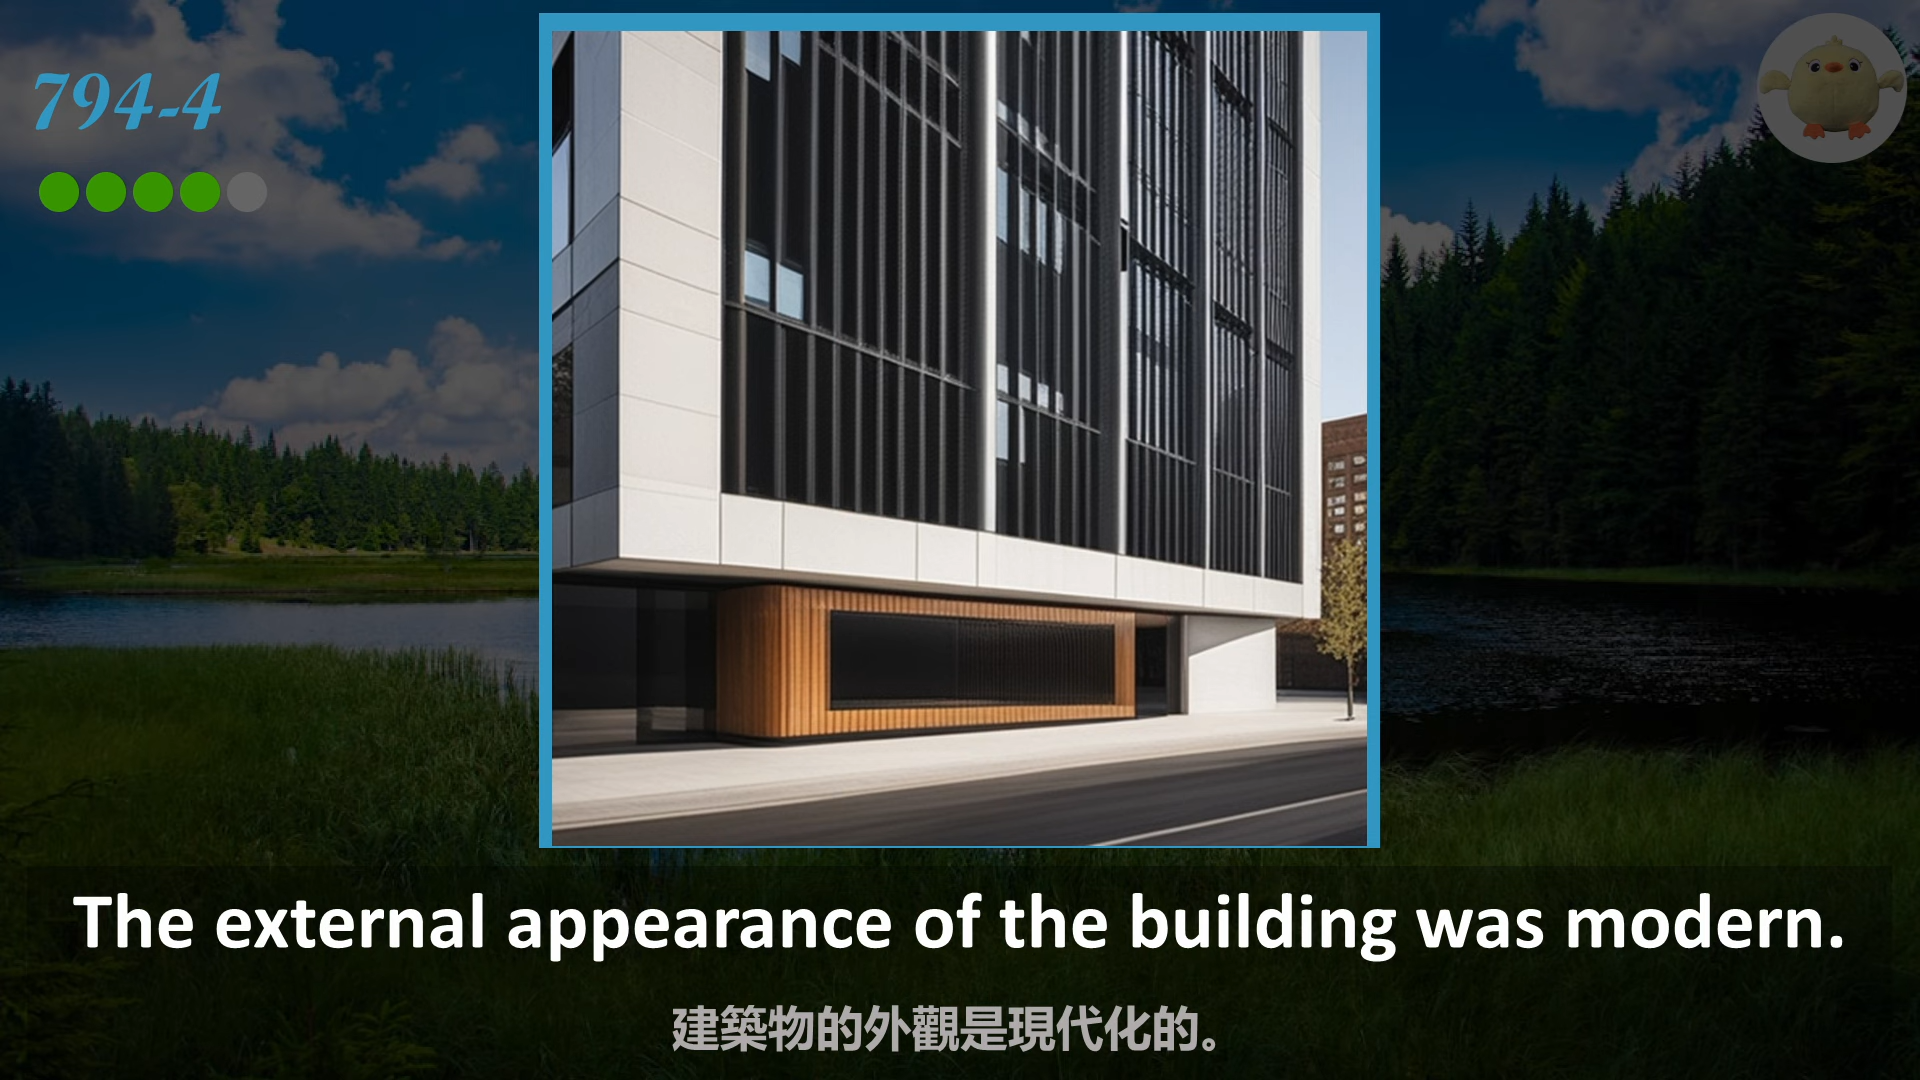 794-4
The external appearance of the building was modern.
建築物的外觀是現代化的。